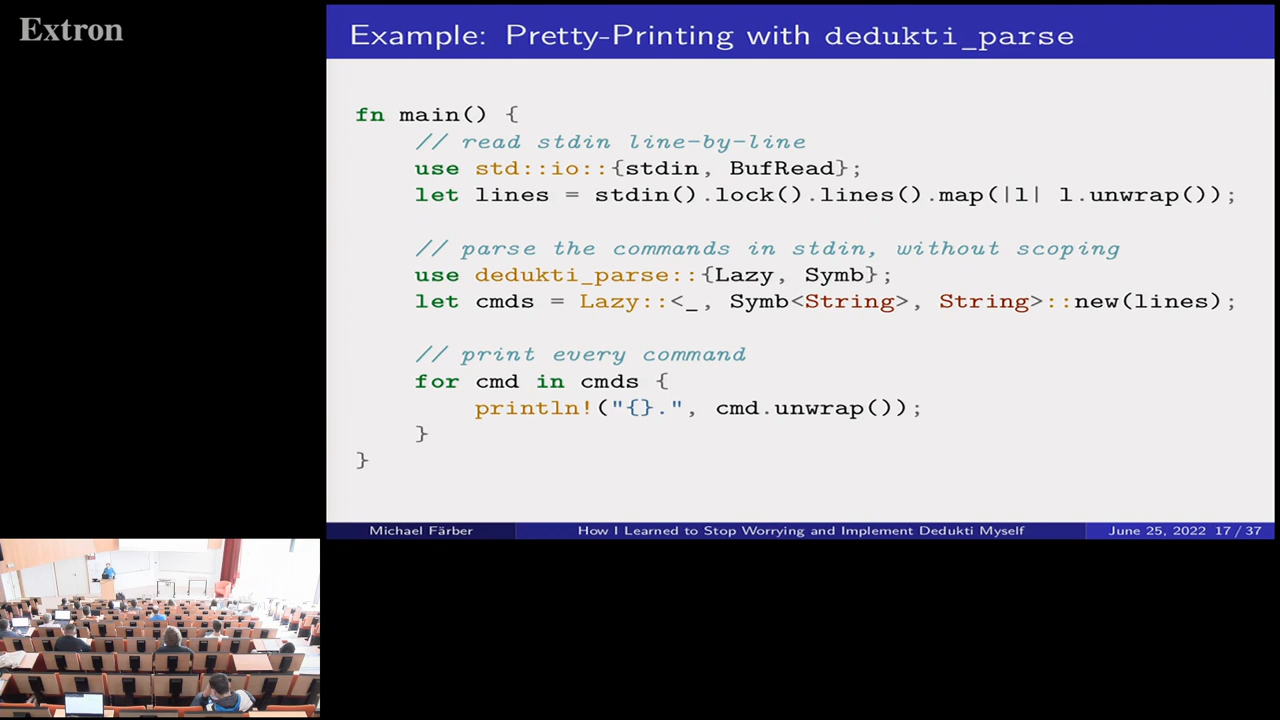 Extron
Example: Pretty-Printing with dedukti_parse
fn main() {
// read stdin line-by-line
use std::io::{stdin, BufRead};
let lines = stdin().lock().lines().map(|l| l.unwrap());
// parse the commands in stdin, without scoping
use dedukti_parse::{Lazy, Symb};
let cmds = Lazy::<_, Symb<String>, String>::new(lines);
// print every command
for cmd in cmds {
println!("{}.", cmd.unwrap());
}
}
Michael Färber How I Learned to Stop Worrying and Implement Dedukti Myself June 25, 2022 17 / 37